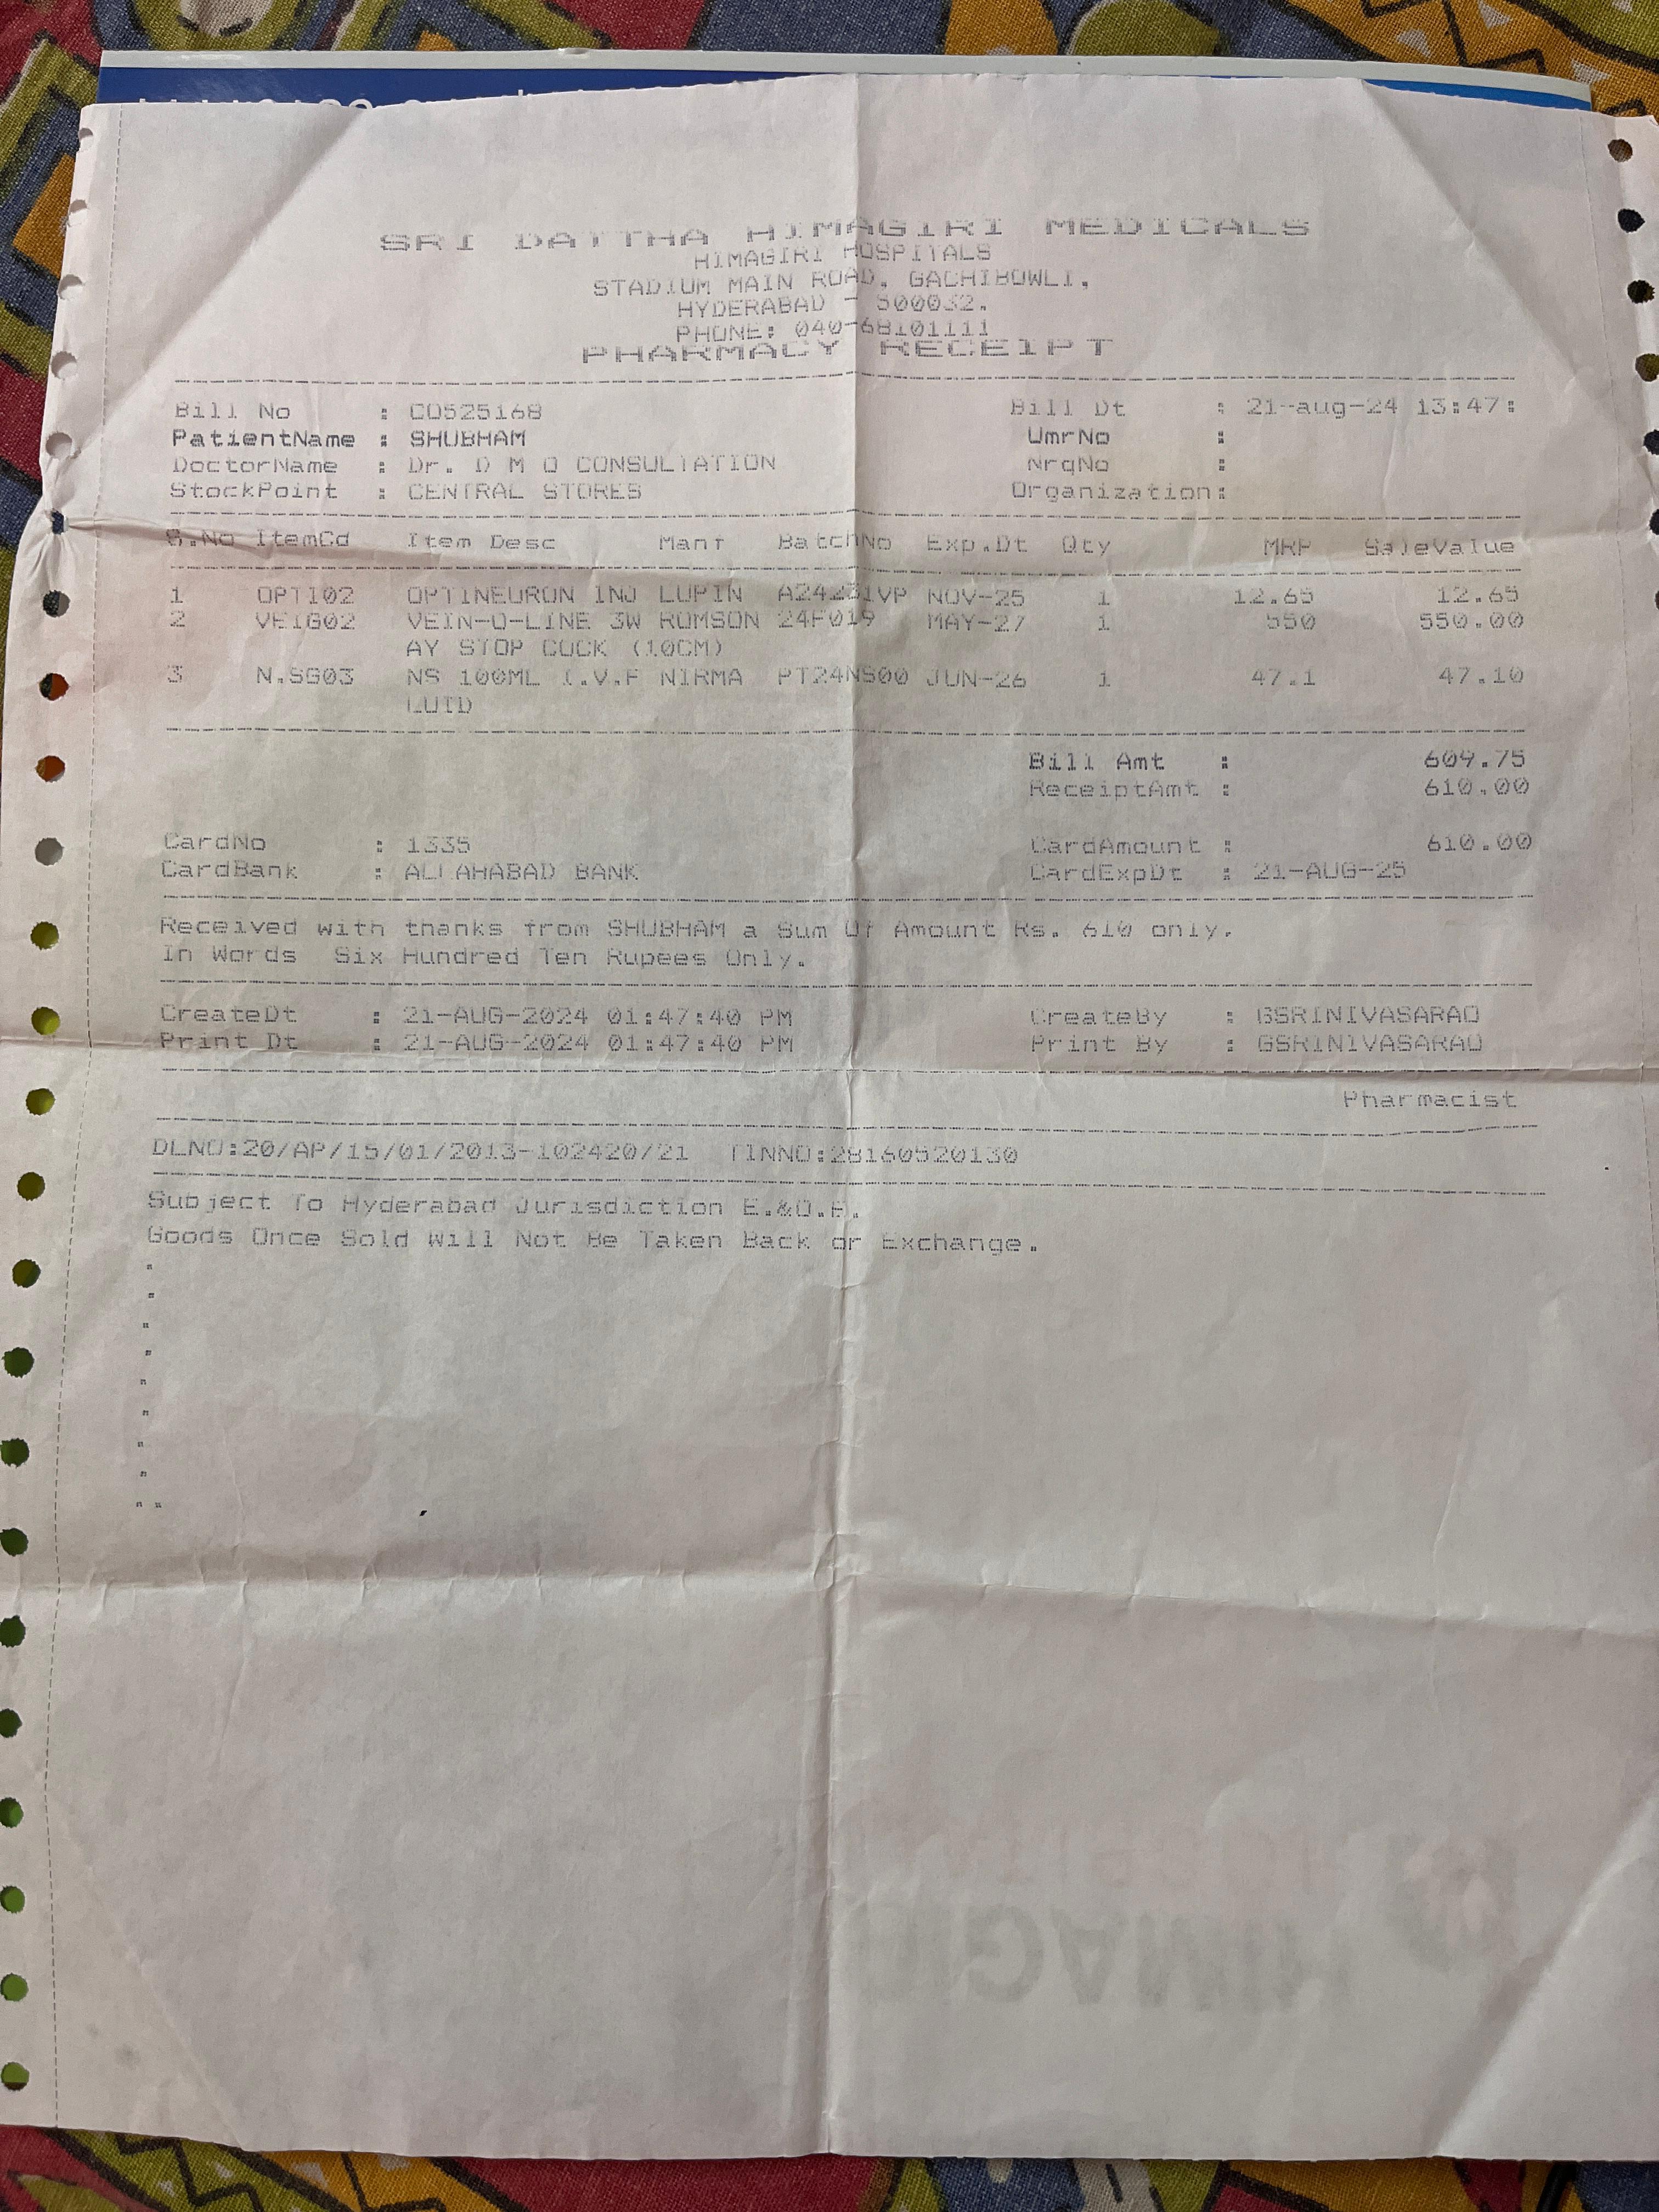 SRI DATTHA HIMAGIRI MEDICALS
HIMAGIRI HOSPITALS
STADIUM MAIN ROAD, GACHIBOWLI,
HYDERABAD - 500032.
PHONE: 040-68101111
PHARMACY RECEIPT
Bill No : CO525168 Bill Dt : 21-aug-24 13:47:
PatientName : SHUBHAM UmrNo :
DoctorName : Dr. D M O CONSULTATION NrqNo :
StockPoint : CENTRAL STORES Organization:
S.No ItemCd Item Desc Manf BatchNo Exp.Dt Qty MRP SaleValue
1 OPTI02 OPTINEURON INJ LUPIN A24231VP NOV-25 1 12.65 12.65
2 VEIG02 VEIN-O-LINE 3W ROMSON 24F019 MAY-27 1 550 550.00
AY STOP COCK (10CM)
3 N.SG03 NS 100ML I.V.F NIRMA PT24NS00 JUN-26 1 47.1 47.10
LUID
Bill Amt : 609.75
ReceiptAmt : 610.00
CardNo : 1335 CardAmount : 610.00
CardBank : ALLAHABAD BANK CardExpDt : 21-AUG-25
Received with thanks from SHUBHAM a Sum Of Amount Rs. 610 only.
In Words Six Hundred Ten Rupees Only.
CreateDt : 21-AUG-2024 01:47:40 PM CreateBy : GSRINIVASARAO
Print Dt : 21-AUG-2024 01:47:40 PM Print By : GSRINIVASARAO
Pharmacist
DLNO:20/AP/15/01/2013-102420/21 TINNO:28160520130
Subject To Hyderabad Jurisdiction E.&O.E.
Goods Once Sold Will Not Be Taken Back or Exchange.